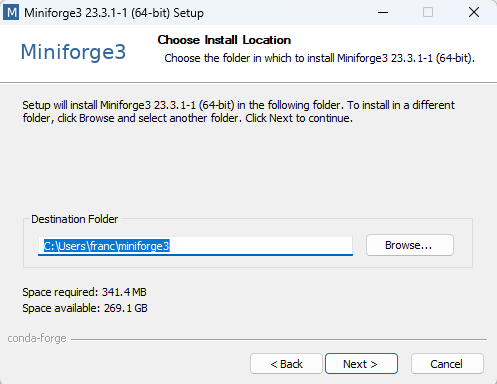 M Miniforge3 23.3.1-1 (64-bit) Setup
Miniforge3
Choose Install Location
Choose the folder in which to install Miniforge3 23.3.1-1 (64-bit).
Setup will install Miniforge3 23.3.1-1 (64-bit) in the following folder. To install in a different
folder, click Browse and select another folder. Click Next to continue.
Destination Folder
C:\Users\franc\miniforge3
Browse...
Space required: 341.4 MB
Space available: 269.1 GB
conda-forge
< Back
Next >
Cancel